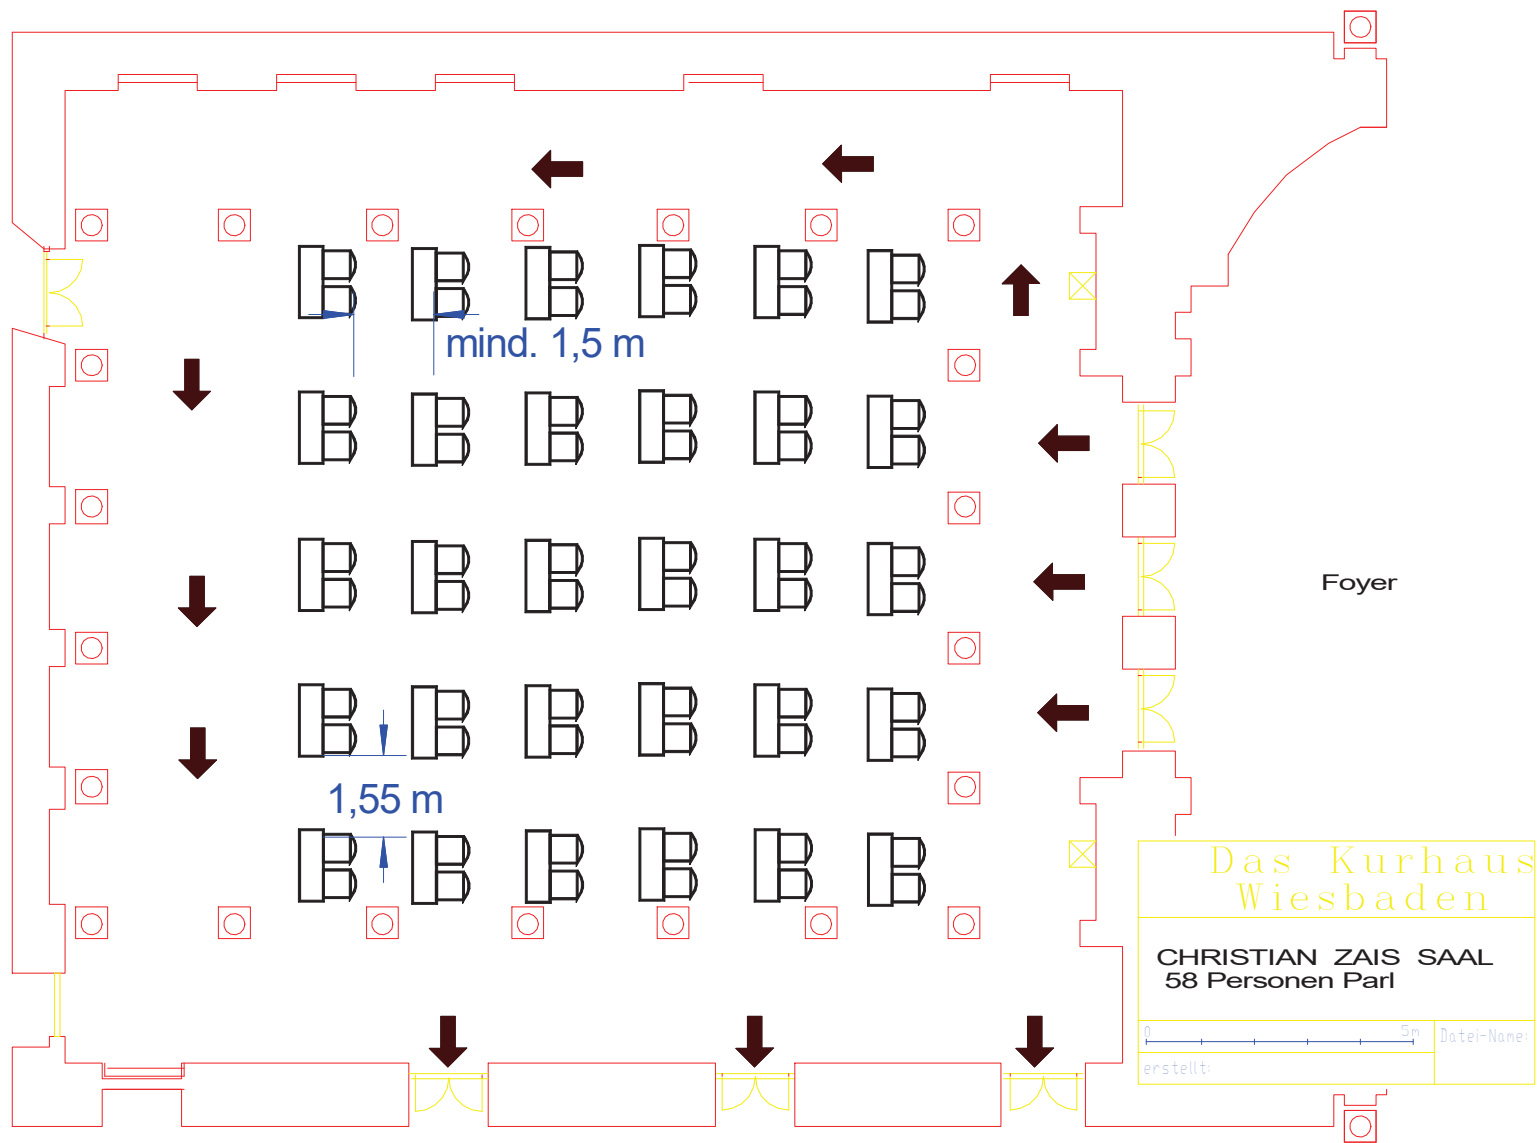 mind. 1,5 m
Foyer
1,55 m
Das Kurhaus
Wiesbaden
CHRISTIAN ZAIS SAAL
58 Personen Parl
0 5m
Datei-Name:
erstellt: